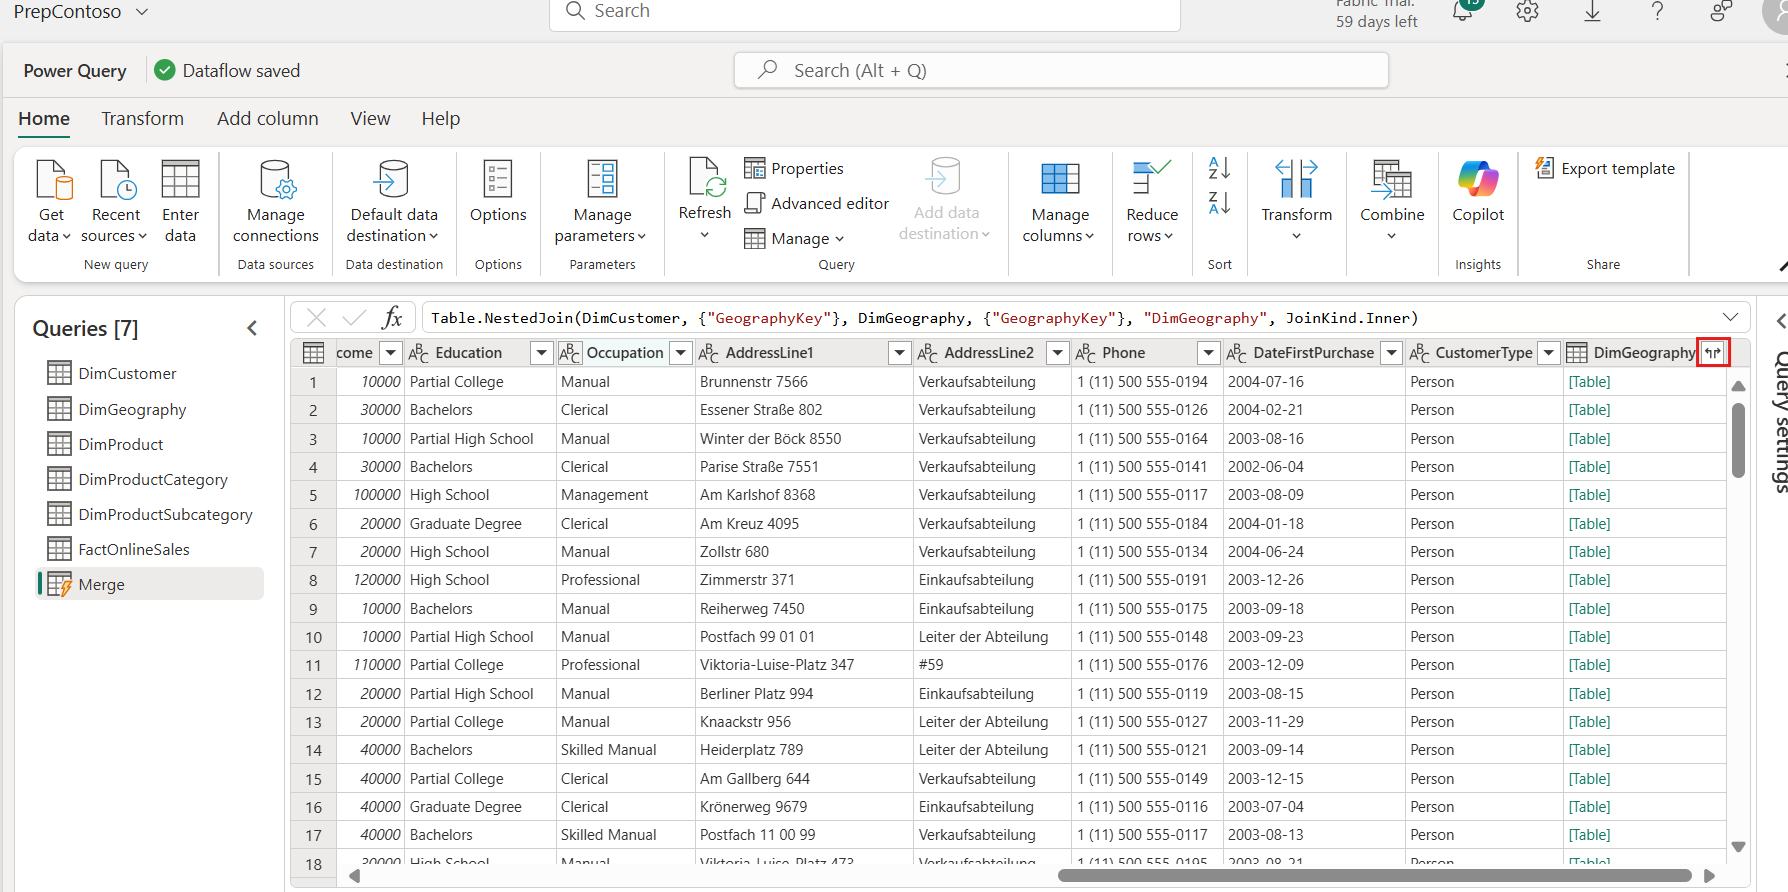 PrepContoso
Search
Fabric Trial:
59 days left
Power Query
Dataflow saved
Search (Alt + Q)
Home Transform Add column View Help
Get data
Recent sources
Enter data
New query
Manage connections
Data sources
Default data destination
Data destination
Options
Options
Manage parameters
Parameters
Refresh
Properties
Advanced editor
Manage
Add data destination
Query
Manage columns
Reduce rows
A Z
Z A
Sort
Transform
Combine
Copilot
Insights
Export template
Share
Queries [7]
DimCustomer
DimGeography
DimProduct
DimProductCategory
DimProductSubcategory
FactOnlineSales
Merge
fx
Table.NestedJoin(DimCustomer, {"GeographyKey"}, DimGeography, {"GeographyKey"}, "DimGeography", JoinKind.Inner)
come ABC Education ABC Occupation ABC AddressLine1 ABC AddressLine2 ABC Phone ABC DateFirstPurchase ABC CustomerType DimGeography
1 10000 Partial College Manual Brunnenstr 7566 Verkaufsabteilung 1 (11) 500 555-0194 2004-07-16 Person [Table]
2 30000 Bachelors Clerical Essener Straße 802 Verkaufsabteilung 1 (11) 500 555-0126 2004-02-21 Person [Table]
3 10000 Partial High School Manual Winter der Böck 8550 Verkaufsabteilung 1 (11) 500 555-0164 2003-08-16 Person [Table]
4 30000 Bachelors Clerical Parise Straße 7551 Verkaufsabteilung 1 (11) 500 555-0141 2002-06-04 Person [Table]
5 100000 High School Management Am Karlshof 8368 Verkaufsabteilung 1 (11) 500 555-0117 2003-08-09 Person [Table]
6 20000 Graduate Degree Clerical Am Kreuz 4095 Verkaufsabteilung 1 (11) 500 555-0184 2004-01-18 Person [Table]
7 20000 High School Manual Zollstr 680 Verkaufsabteilung 1 (11) 500 555-0134 2004-06-24 Person [Table]
8 120000 High School Professional Zimmerstr 371 Einkaufsabteilung 1 (11) 500 555-0191 2003-12-26 Person [Table]
9 10000 Bachelors Manual Reiherweg 7450 Einkaufsabteilung 1 (11) 500 555-0175 2003-09-18 Person [Table]
10 10000 Partial High School Manual Postfach 99 01 01 Leiter der Abteilung 1 (11) 500 555-0148 2003-09-23 Person [Table]
11 110000 Partial College Professional Viktoria-Luise-Platz 347 #59 1 (11) 500 555-0176 2003-12-09 Person [Table]
12 20000 Partial High School Manual Berliner Platz 994 Einkaufsabteilung 1 (11) 500 555-0119 2003-08-15 Person [Table]
13 20000 Partial College Manual Knaackstr 956 Leiter der Abteilung 1 (11) 500 555-0127 2003-11-29 Person [Table]
14 40000 Bachelors Skilled Manual Heiderplatz 789 Leiter der Abteilung 1 (11) 500 555-0121 2003-09-14 Person [Table]
15 40000 Partial College Clerical Am Gallberg 644 Verkaufsabteilung 1 (11) 500 555-0149 2003-12-15 Person [Table]
16 40000 Graduate Degree Clerical Krönerweg 9679 Einkaufsabteilung 1 (11) 500 555-0116 2003-07-04 Person [Table]
17 40000 Bachelors Skilled Manual Postfach 11 00 99 Verkaufsabteilung 1 (11) 500 555-0117 2003-08-13 Person [Table]
18 30000 High School Manual Viktoria-Luise-Platz 473 Verkaufsabteilung 1 (11) 500 555-0195 2003-08-21 Person [Table]
Query settings